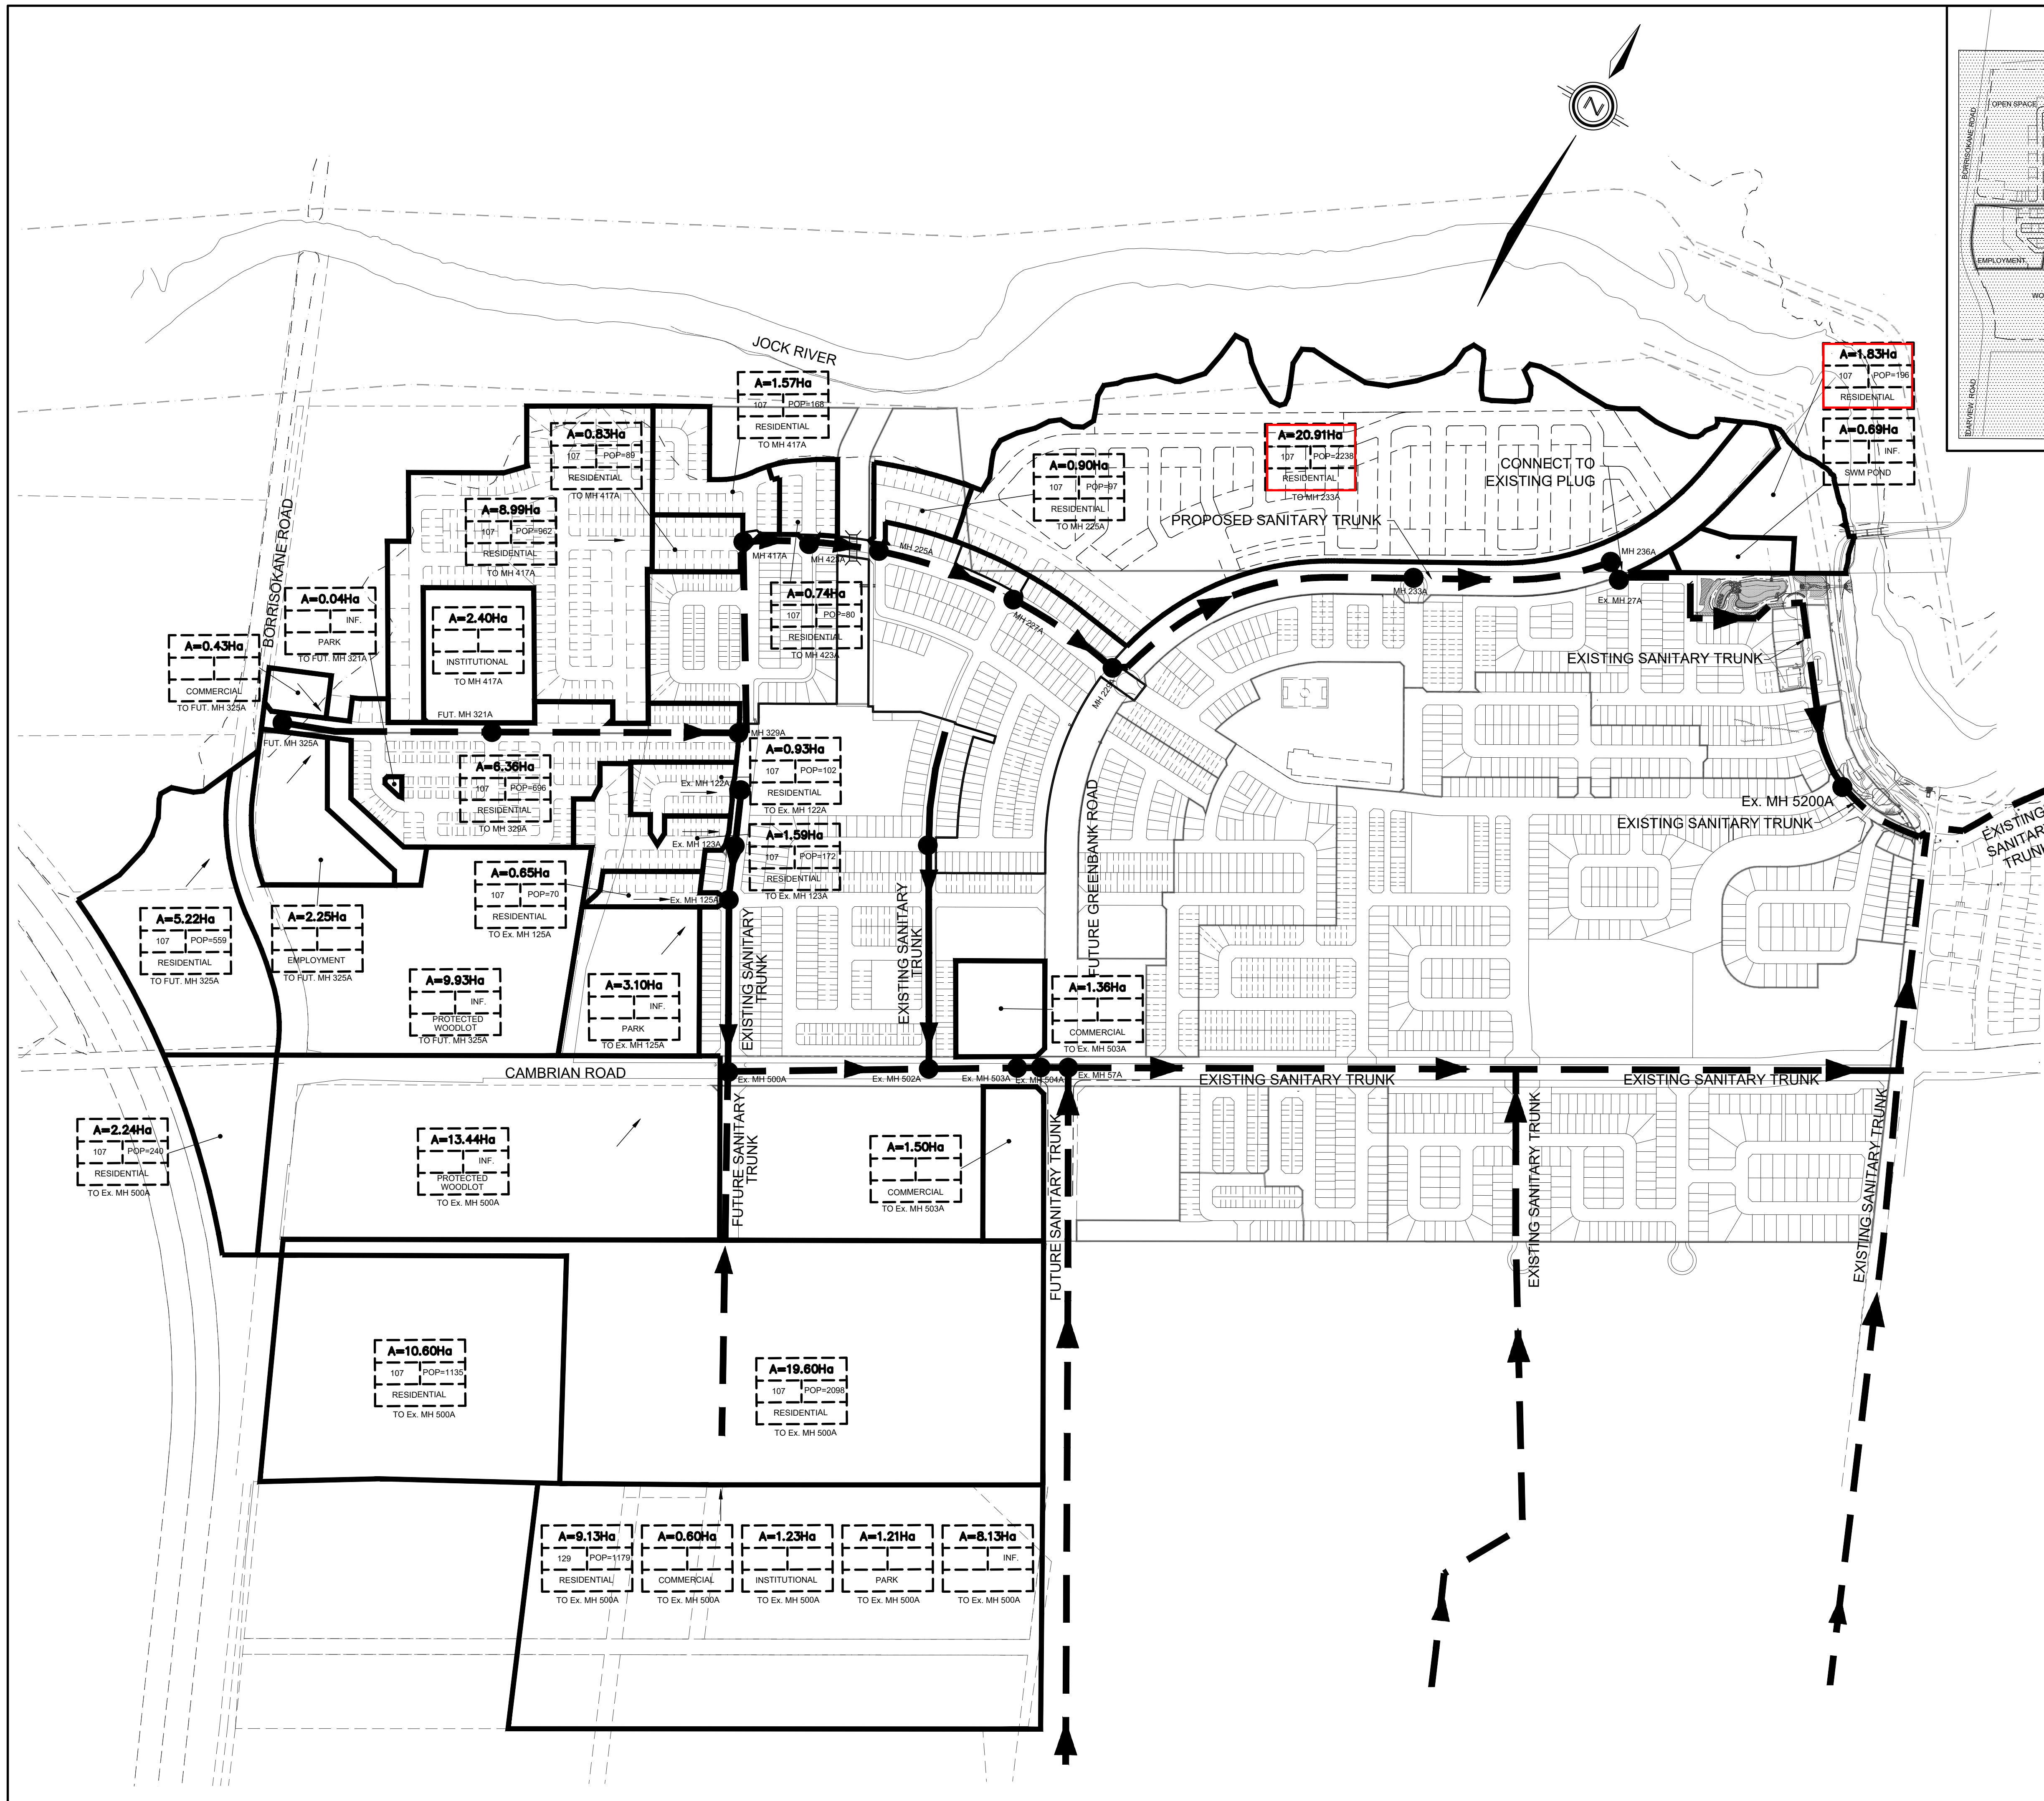 OPEN SPACE
BORRISOKANE ROAD
EMPLOYMENT
WO
CEDARVIEW ROAD
JOCK RIVER
A=1.83Ha
107 POP=196
RESIDENTIAL
A=0.69Ha
INF.
SWM POND
A=1.57Ha
107 POP=168
RESIDENTIAL
TO MH 417A
A=0.83Ha
107 POP=89
RESIDENTIAL
TO MH 417A
A=20.91Ha
107 POP=2238
RESIDENTIAL
TO MH 233A
CONNECT TO
EXISTING PLUG
A=0.90Ha
107 POP=97
RESIDENTIAL
TO MH 225A
PROPOSED SANITARY TRUNK
A=8.99Ha
107 POP=962
RESIDENTIAL
TO MH 417A
BORRISOKANE ROAD
MH 417A
MH 423A
MH 225A
MH 236A
MH 233A
Ex. MH 27A
MH 227A
MH 229A
A=0.04Ha
INF.
PARK
TO FUT. MH 321A
A=2.40Ha
INSTITUTIONAL
TO MH 417A
A=0.74Ha
107 POP=80
RESIDENTIAL
TO MH 423A
A=0.43Ha
COMMERCIAL
TO FUT. MH 325A
EXISTING SANITARY TRUNK
FUT. MH 321A
FUT. MH 325A
MH 329A
A=0.93Ha
107 POP=102
RESIDENTIAL
TO Ex. MH 122A
Ex. MH 122A
A=6.36Ha
107 POP=696
RESIDENTIAL
TO MH 329A
Ex. MH 5200A
EXISTING SANITARY TRUNK
EXISTING
SANITARY
TRUNK
A=1.59Ha
107 POP=172
RESIDENTIAL
TO Ex. MH 123A
Ex. MH 123A
A=0.65Ha
107 POP=70
RESIDENTIAL
TO Ex. MH 125A
Ex. MH 125A
FUTURE GREENBANK ROAD
EXISTING SANITARY
TRUNK
EXISTING SANITARY
TRUNK
A=5.22Ha
107 POP=559
RESIDENTIAL
TO FUT. MH 325A
A=2.25Ha
EMPLOYMENT
TO FUT. MH 325A
A=9.93Ha
INF.
PROTECTED
WOODLOT
TO FUT. MH 325A
A=3.10Ha
INF.
PARK
TO Ex. MH 125A
A=1.36Ha
COMMERCIAL
TO Ex. MH 503A
CAMBRIAN ROAD
Ex. MH 500A
Ex. MH 502A
Ex. MH 503A
Ex. MH 504A
Ex. MH 57A
EXISTING SANITARY TRUNK
EXISTING SANITARY TRUNK
A=2.24Ha
107 POP=240
RESIDENTIAL
TO Ex. MH 500A
A=13.44Ha
INF.
PROTECTED
WOODLOT
TO Ex. MH 500A
FUTURE SANITARY
TRUNK
A=1.50Ha
COMMERCIAL
TO Ex. MH 503A
FUTURE SANITARY TRUNK
EXISTING SANITARY TRUNK
EXISTING SANITARY TRUNK
A=10.60Ha
107 POP=1135
RESIDENTIAL
TO Ex. MH 500A
A=19.60Ha
107 POP=2098
RESIDENTIAL
TO Ex. MH 500A
A=9.13Ha
129 POP=1179
RESIDENTIAL
TO Ex. MH 500A
A=0.60Ha
COMMERCIAL
TO Ex. MH 500A
A=1.23Ha
INSTITUTIONAL
TO Ex. MH 500A
A=1.21Ha
PARK
TO Ex. MH 500A
A=8.13Ha
INF.
TO Ex. MH 500A